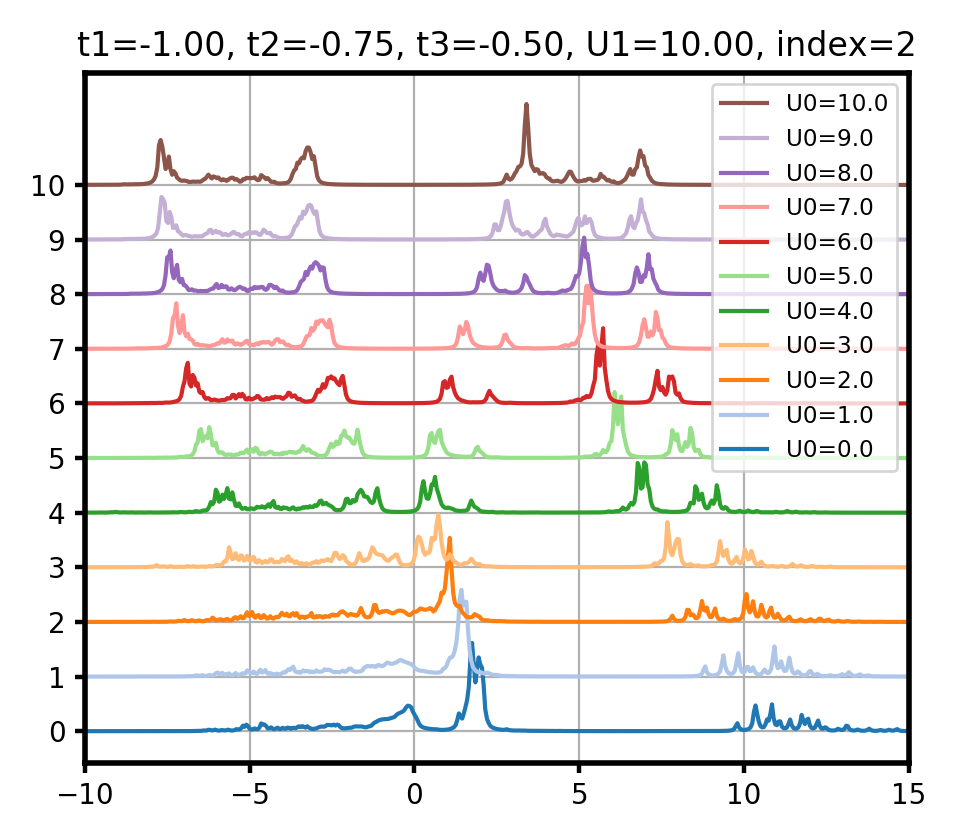 t1=-1.00, t2=-0.75, t3=-0.50, U1=10.00, index=2
U0=10.0
U0=9.0
U0=8.0
U0=7.0
U0=6.0
U0=5.0
U0=4.0
U0=3.0
U0=2.0
U0=1.0
U0=0.0
10
9
8
7
6
5
4
3
2
1
0
−10 −5 0 5 10 15